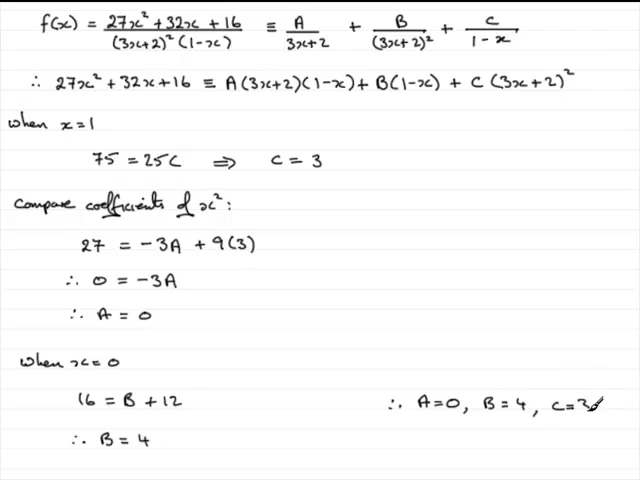 f(x) = 27x² + 32x + 16 / (3x+2)² (1-x) ≡ A / 3x+2 + B / (3x+2)² + C / 1-x
∴ 27x² + 32x + 16 ≡ A(3x+2)(1-x) + B(1-x) + C(3x+2)²
when x=1
75 = 25C ⇒ C = 3
Compare coefficients of x²:
27 = -3A + 9(3)
∴ 0 = -3A
∴ A = 0
when x=0
16 = B + 12
∴ A=0, B=4, C=3
∴ B = 4